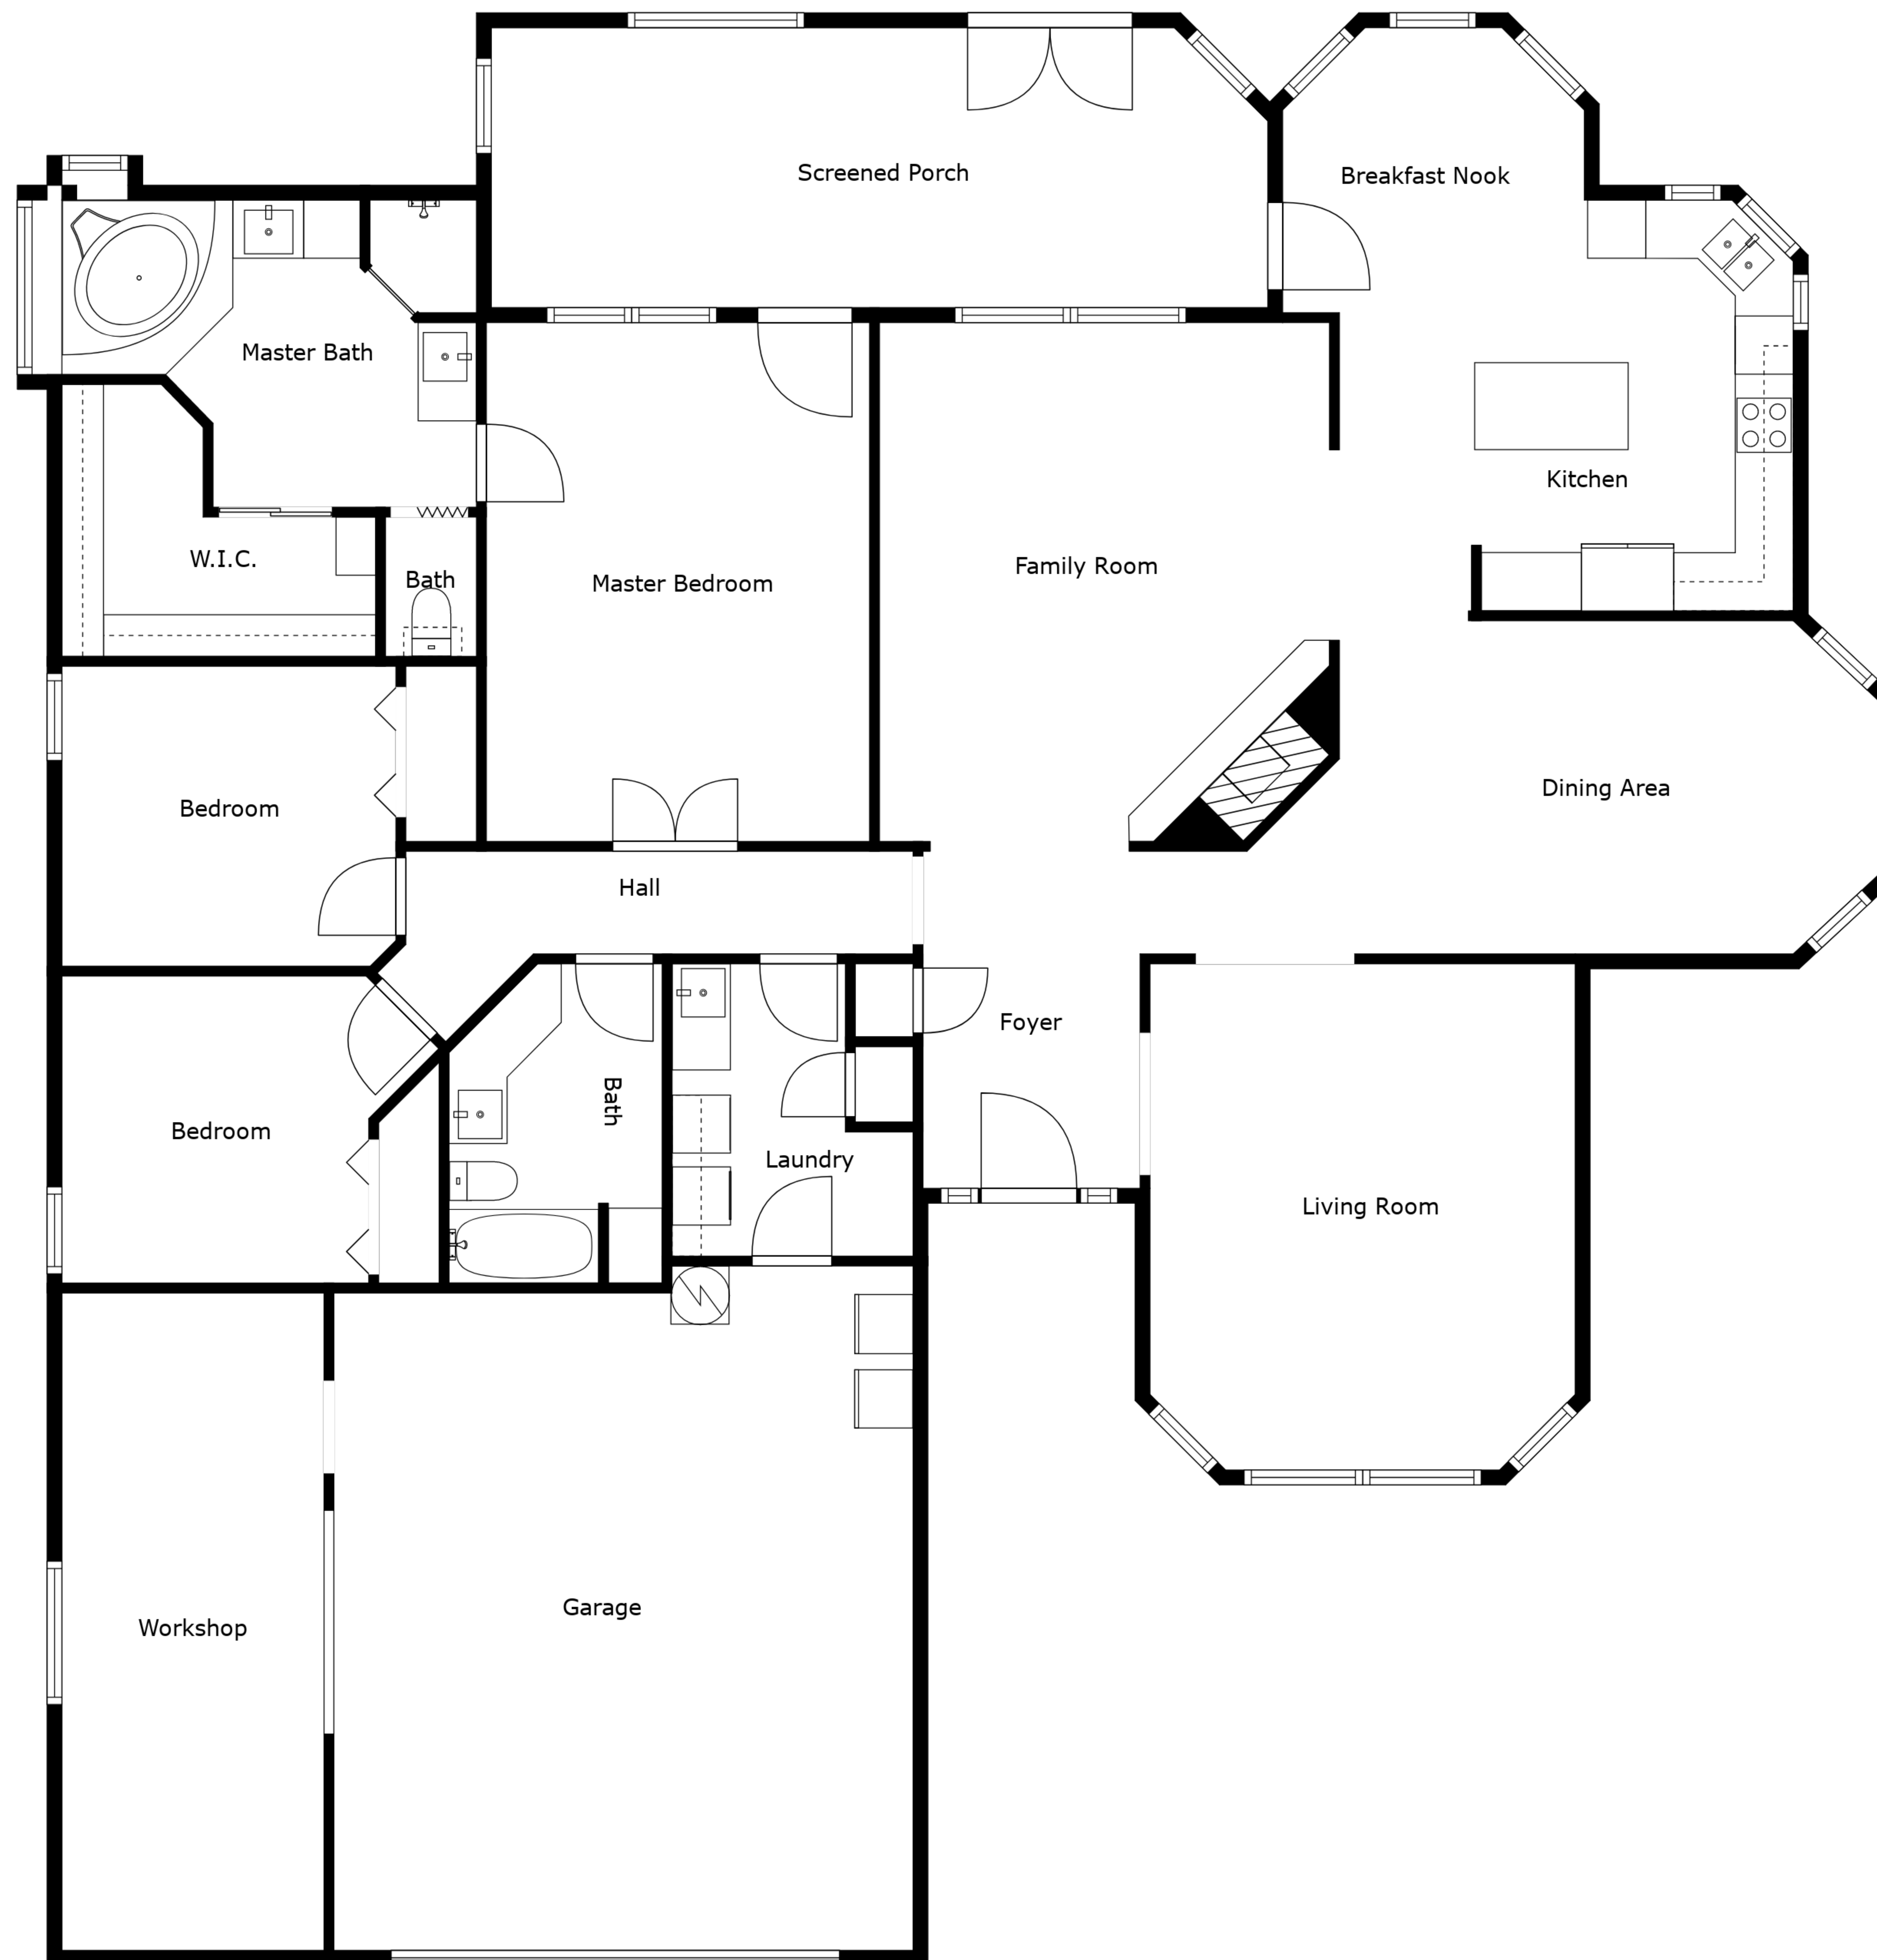 Screened Porch
Breakfast Nook
Master Bath
Kitchen
W.I.C.
Bath
Master Bedroom
Family Room
Bedroom
Dining Area
Hall
Foyer
Bath
Bedroom
Laundry
Living Room
Garage
Workshop